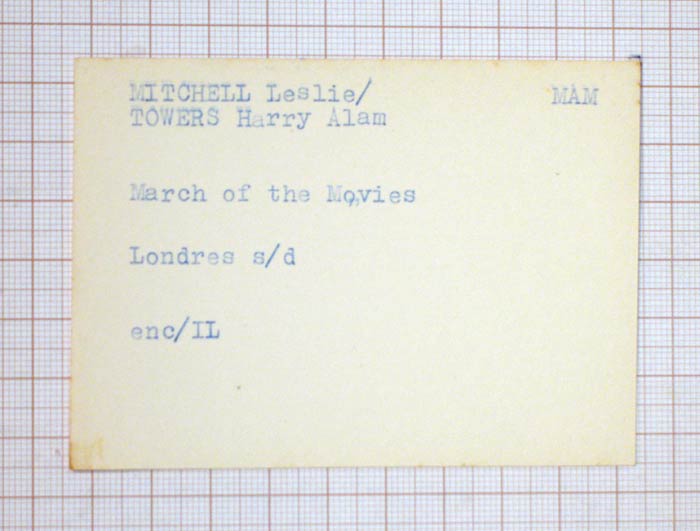 MITCHELL Leslie/ MAM
TOWERS Harry Alam
March of the Movies
Londres s/d
enc/IL